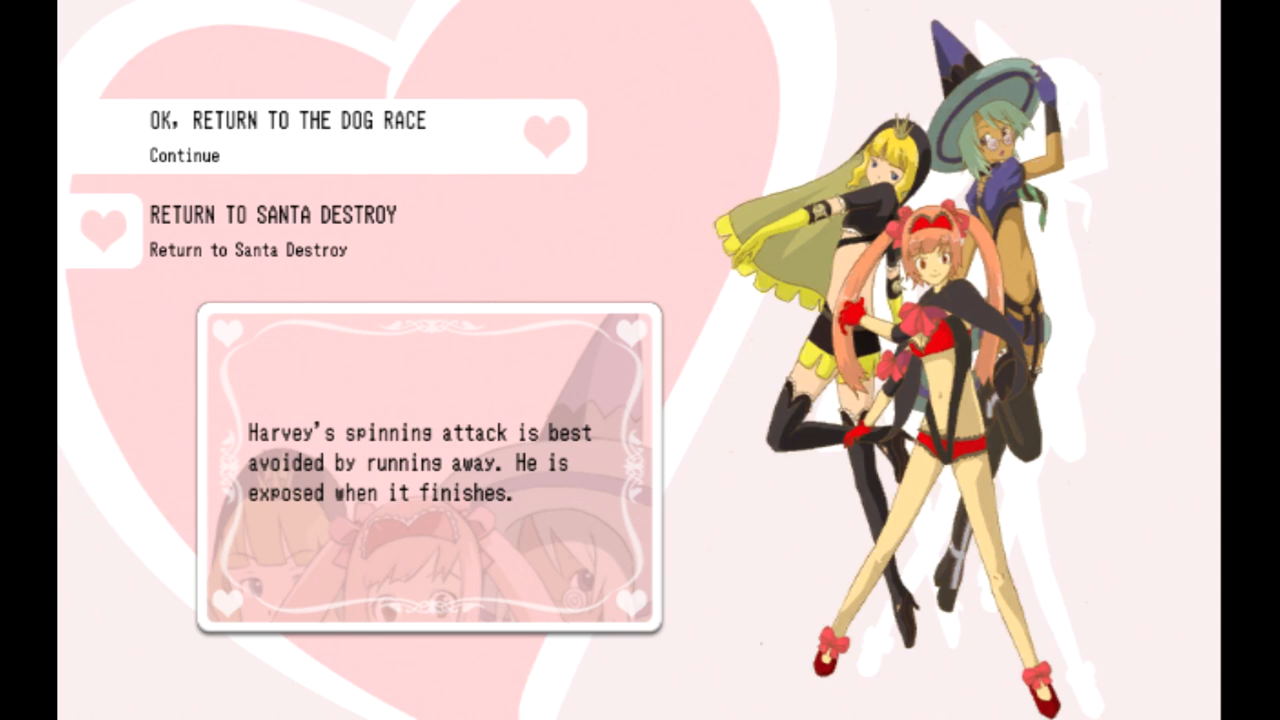 OK, RETURN TO THE DOG RACE
Continue
RETURN TO SANTA DESTROY
Return to Santa Destroy
Harvey's spinning attack is best
avoided by running away. He is
exposed when it finishes.